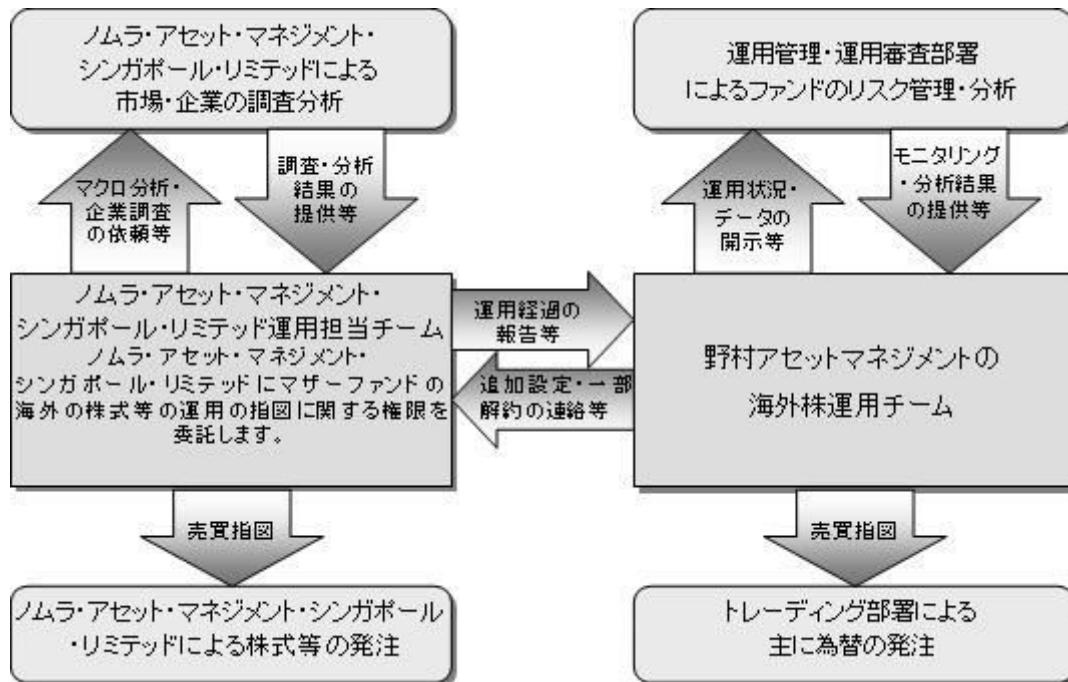 ノムラ・アセット・マネジメント・
シンガポール・リミテッドによる
市場・企業の調査分析
運用管理・運用審査部署
によるファンドのリスク管理・分析
マクロ分析・
企業調査
の依頼等
調査・分析
結果の
提供等
運用状況・
データの
開示等
モニタリング
・分析結果
の提供等
ノムラ・アセット・マネジメント・
シンガポール・リミテッド運用担当チーム
ノムラ・アセット・マネジメント・
シンガポール・リミテッドにマザーファンドの
海外の株式等の運用の指図に関する権限を
委託します。
運用経過の
報告等
追加設定・一部
解約の連絡等
野村アセットマネジメントの
海外株運用チーム
売買指図
売買指図
ノムラ・アセット・マネジメント・シンガポール
・リミテッドによる株式等の発注
トレーディング部署による
主に為替の発注